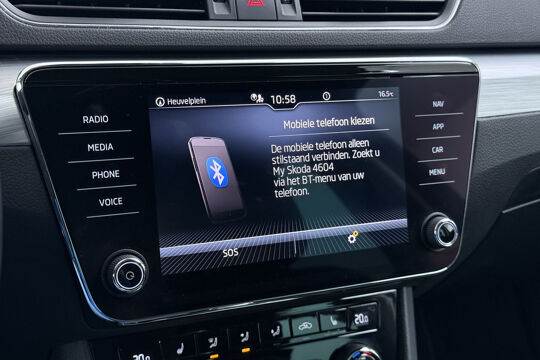 Heuvelplein
10:58
16.5°C
RADIO
MEDIA
PHONE
VOICE
Mobiele telefoon kiezen
De mobiele telefoon alleen
stilstaand verbinden. Zoekt u
My Skoda 4604
via het BT-menu van uw
telefoon.
SOS
NAV
APP
CAR
MENU
20.0
20.0